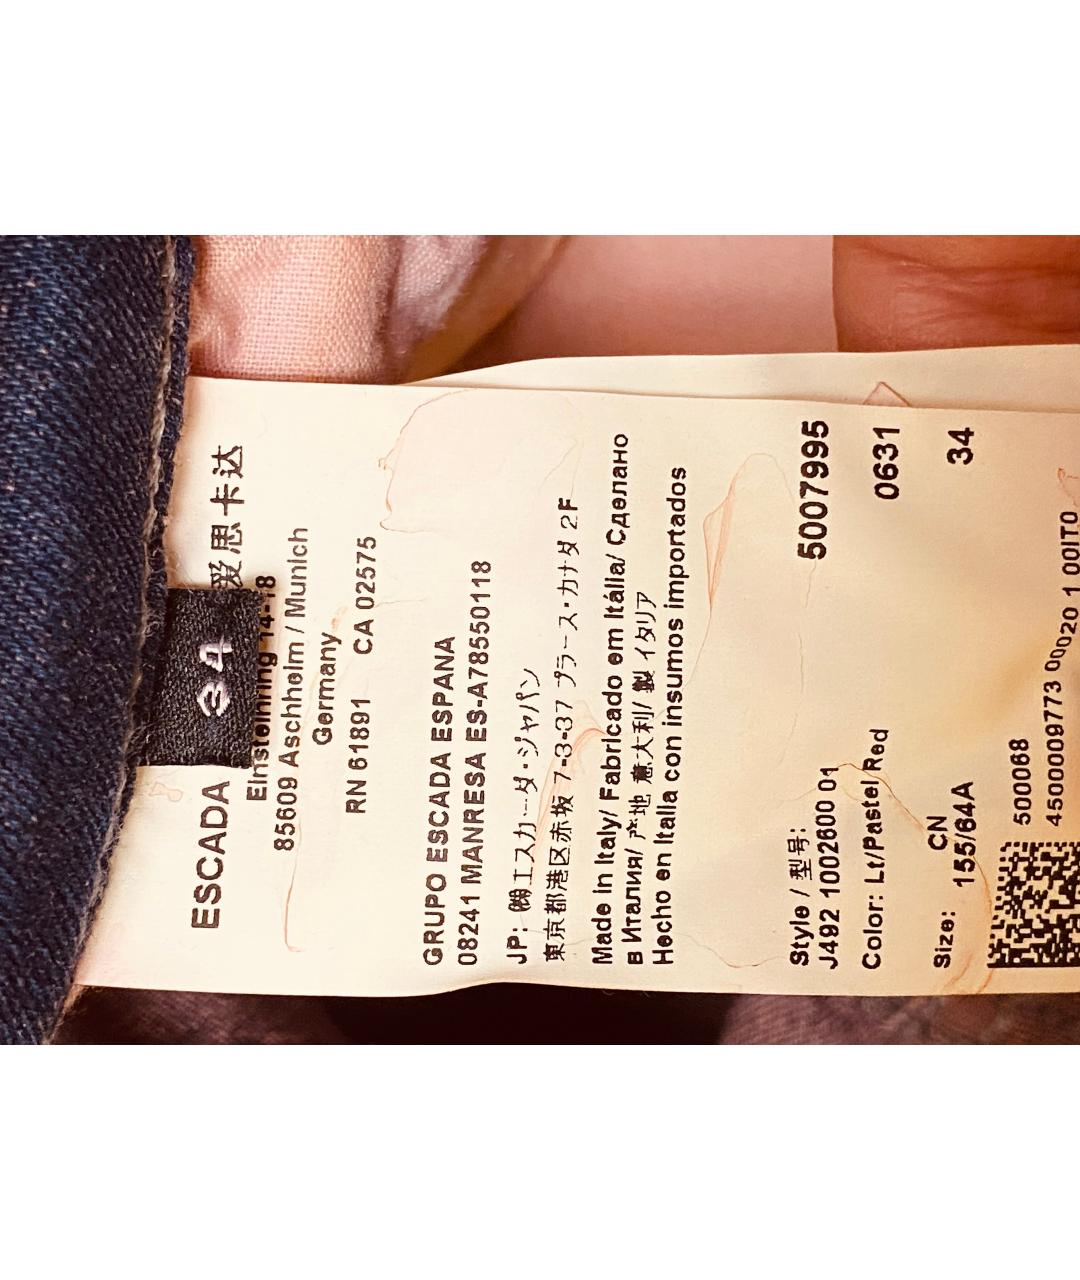 34
ESCADA 爱思卡达
Einsteinring 14-18
85609 Aschheim / Munich
Germany
RN 61891 CA 02575
GRUPO ESCADA ESPANA
08241 MANRESA ES-A78550118
JP: ㈱エスカーダ・ジャパン
東京都港区赤坂 7-3-37 プラース・カナダ 2F
Made in Italy/ Fabricado em Itália/ Сделано
в Италия/ 产地 意大利/ 製 イタリア
Hecho en Italia con insumos importados
Style / 型号: 5007995
J492 1002600 01
Color: Lt/Pastel Red 0631
CN
Size: 155/64A 34
500068
4500009773 00020 1 00ITO